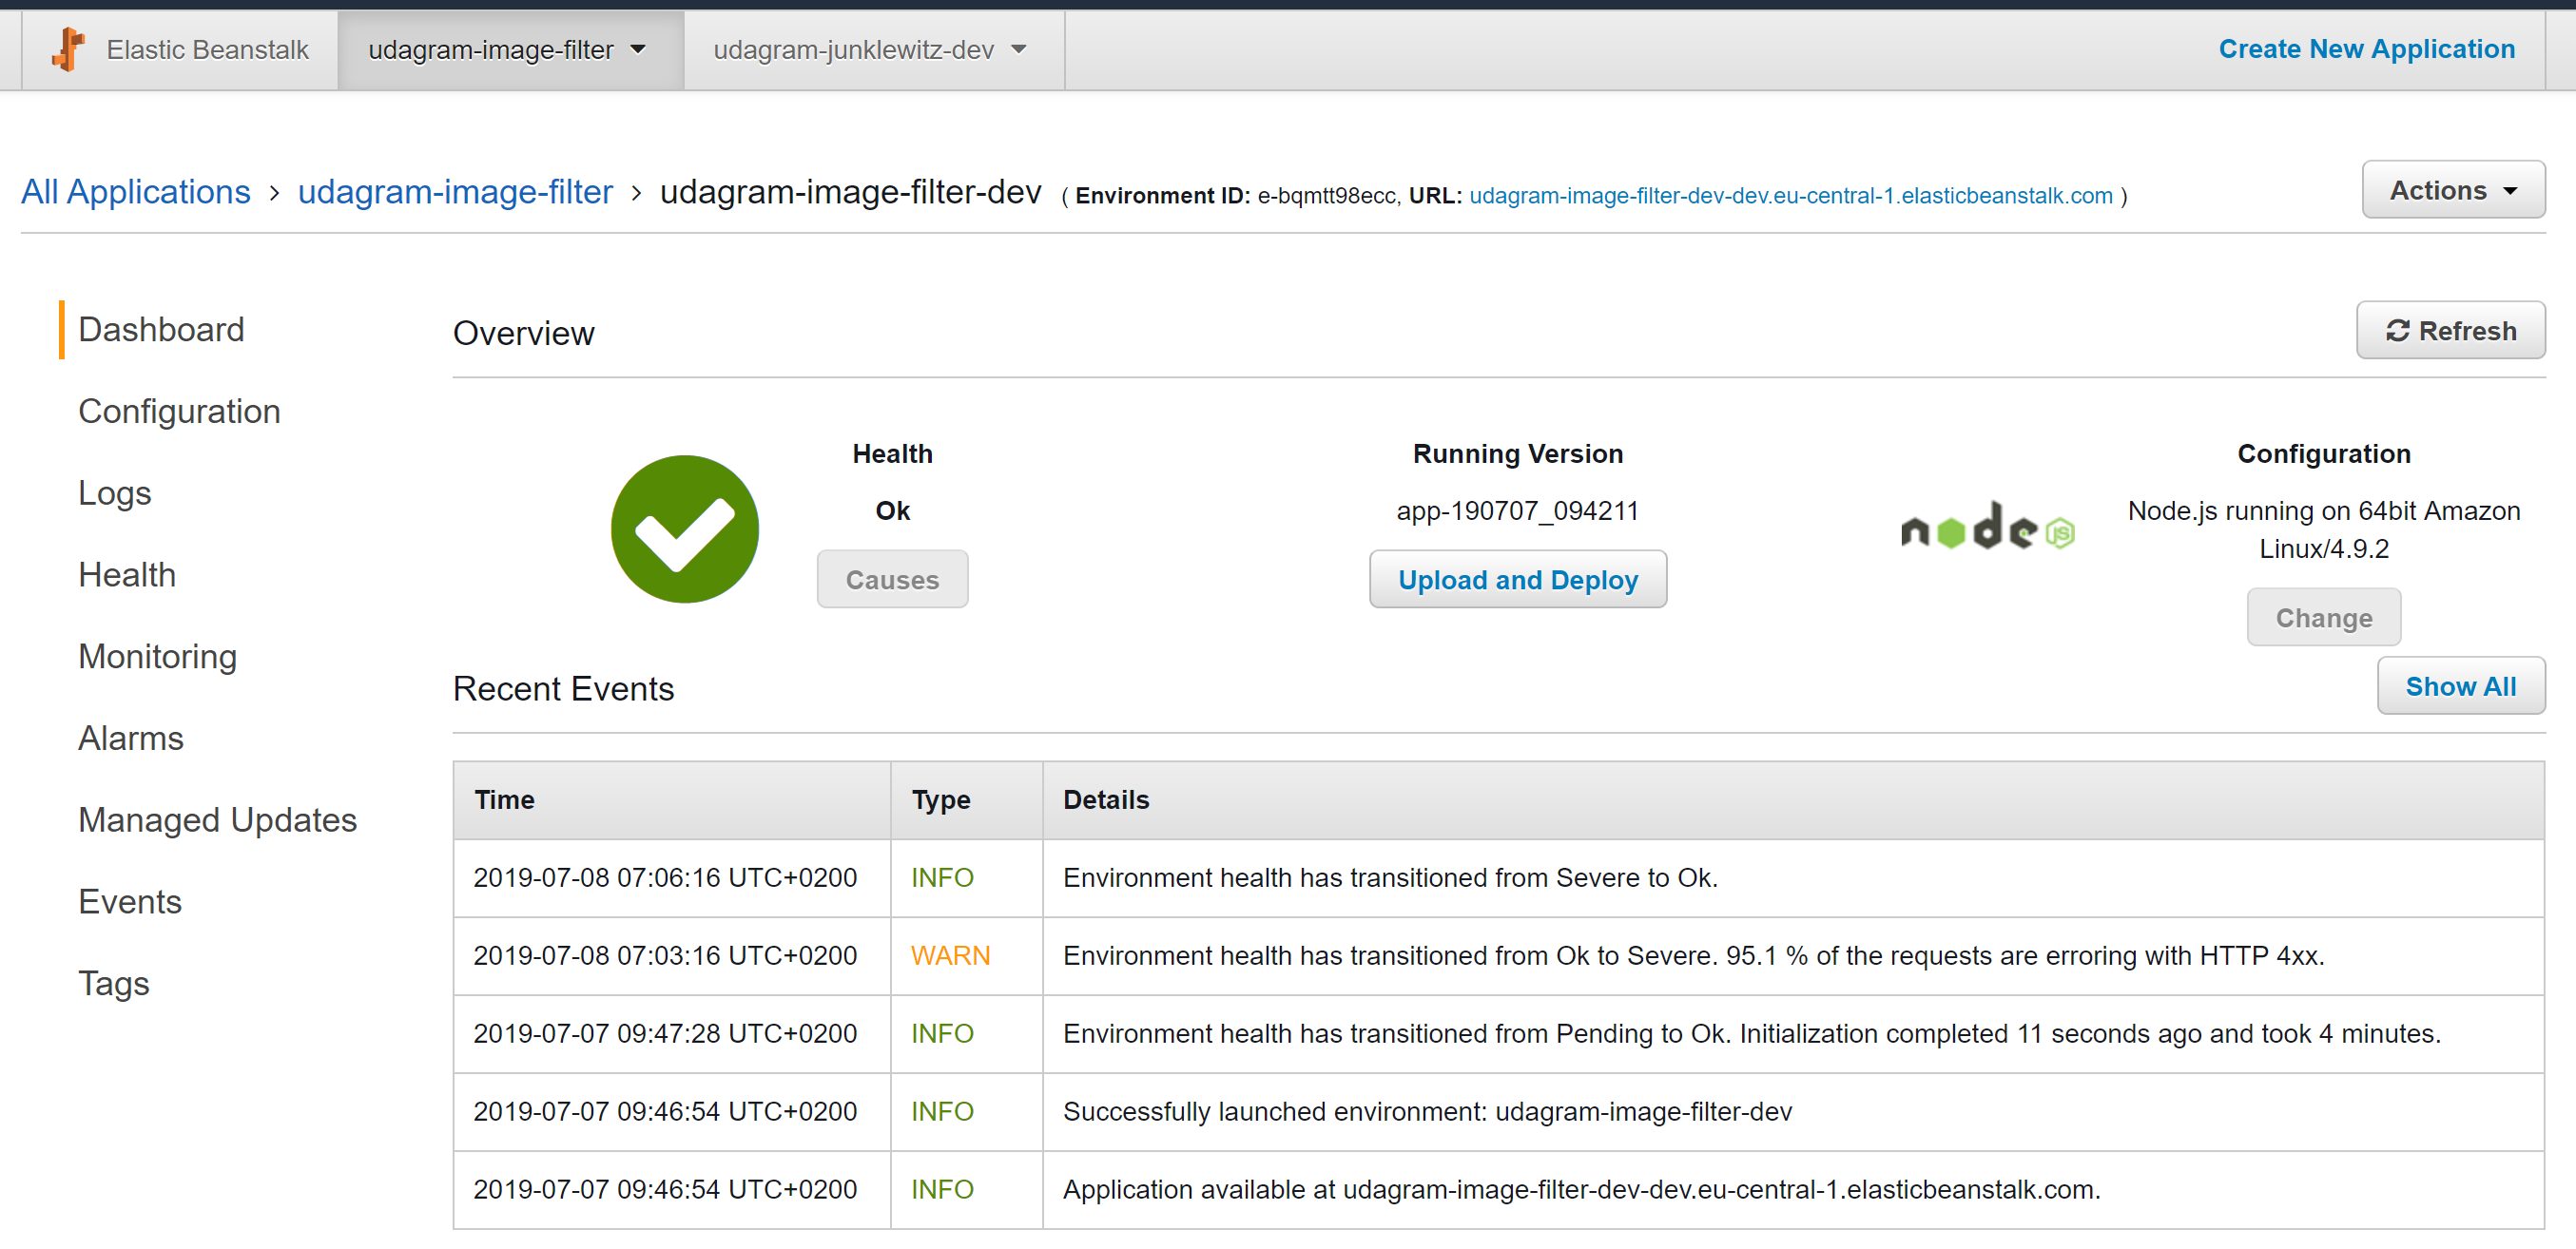 Elastic Beanstalk udagram-image-filter udagram-junklewitz-dev Create New Application
All Applications > udagram-image-filter > udagram-image-filter-dev ( Environment ID: e-bqmtt98ecc, URL: udagram-image-filter-dev-dev.eu-central-1.elasticbeanstalk.com ) Actions
Dashboard
Configuration
Logs
Health
Monitoring
Alarms
Managed Updates
Events
Tags
Overview Refresh
Health
Ok
Causes
Running Version
app-190707_094211
Upload and Deploy
node JS
Configuration
Node.js running on 64bit Amazon
Linux/4.9.2
Change
Recent Events Show All
Time Type Details
2019-07-08 07:06:16 UTC+0200 INFO Environment health has transitioned from Severe to Ok.
2019-07-08 07:03:16 UTC+0200 WARN Environment health has transitioned from Ok to Severe. 95.1 % of the requests are erroring with HTTP 4xx.
2019-07-07 09:47:28 UTC+0200 INFO Environment health has transitioned from Pending to Ok. Initialization completed 11 seconds ago and took 4 minutes.
2019-07-07 09:46:54 UTC+0200 INFO Successfully launched environment: udagram-image-filter-dev
2019-07-07 09:46:54 UTC+0200 INFO Application available at udagram-image-filter-dev-dev.eu-central-1.elasticbeanstalk.com.